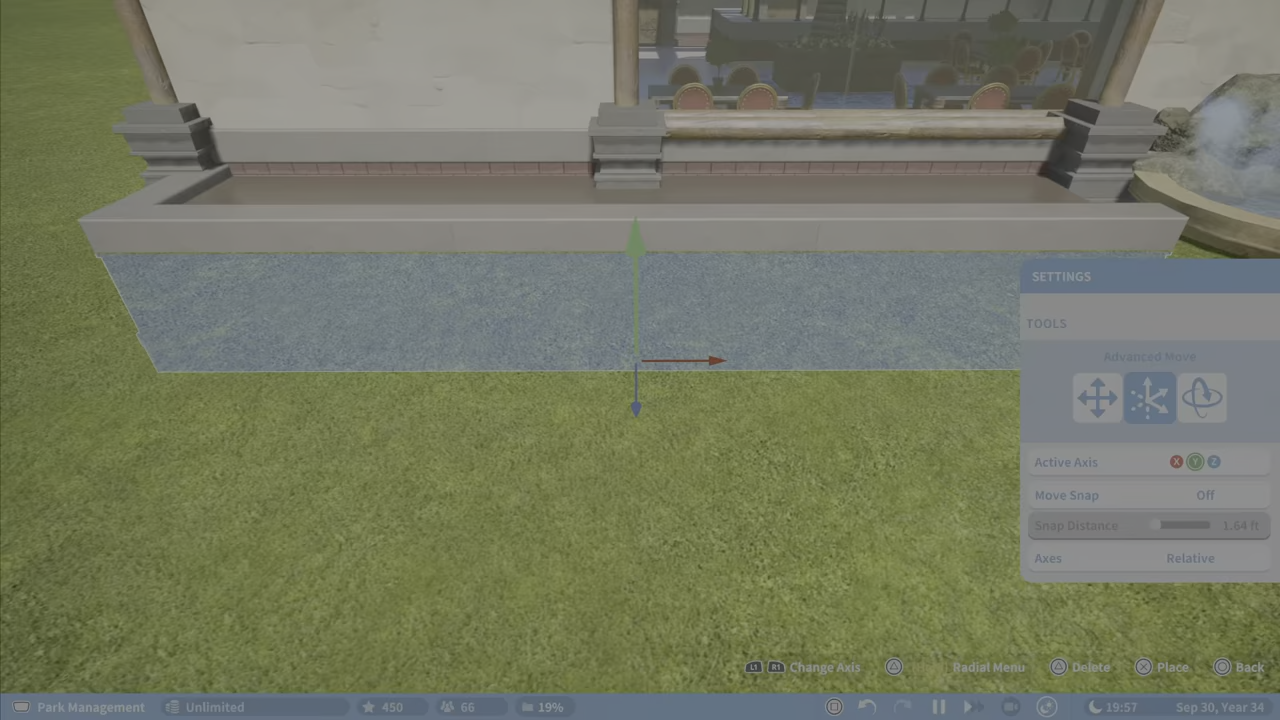 SETTINGS
TOOLS
Advanced Move
Active Axis X Y Z
Move Snap Off
Snap Distance 1.64 ft
Axes Relative
L1 R1 Change Axis Radial Menu Delete Place Back
Park Management Unlimited 450 66 19% 19:57 Sep 30, Year 34